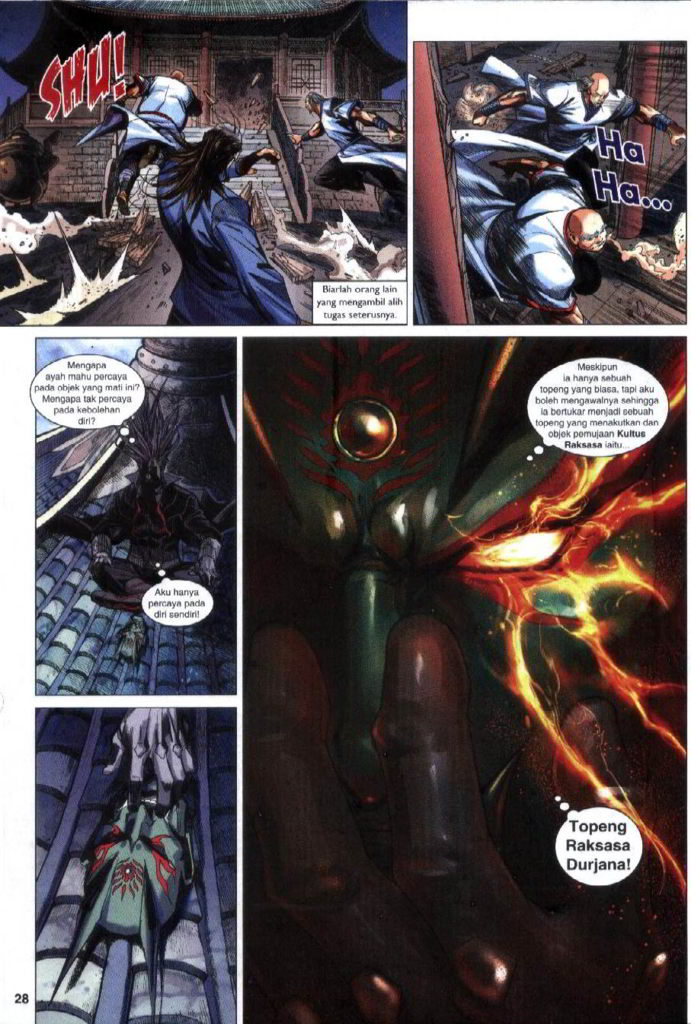 SHU!
Biarlah orang lain
yang mengambil alih
tugas seterusnya.
Ha
Ha...
Mengapa
ayah mahu percaya
pada objek yang mati ini?
Mengapa tak percaya
pada kebolehan
diri?
Aku hanya
percaya pada
diri sendiri!
Meskipun
ia hanya sebuah
topeng yang biasa, tapi aku
boleh mengawalnya sehingga
ia bertukar menjadi sebuah
topeng yang menakutkan dan
objek pemujaan Kultus
Raksasa iaitu...
Topeng
Raksasa
Durjana!
28